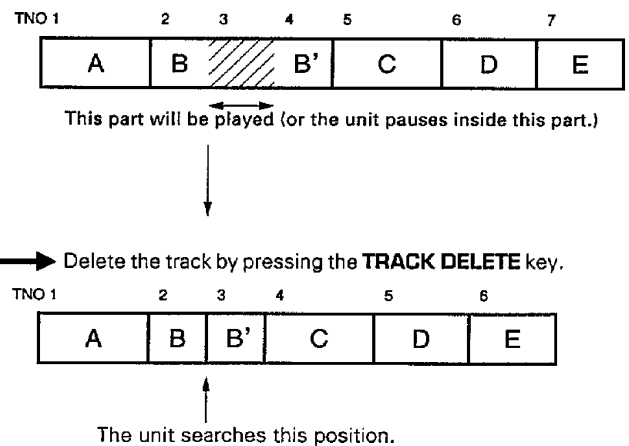 TNO 1 2 3 4 5 6 7
A B B' C D E
This part will be played (or the unit pauses inside this part.)
Delete the track by pressing the TRACK DELETE key.
TNO 1 2 3 4 5 6
A B B' C D E
The unit searches this position.